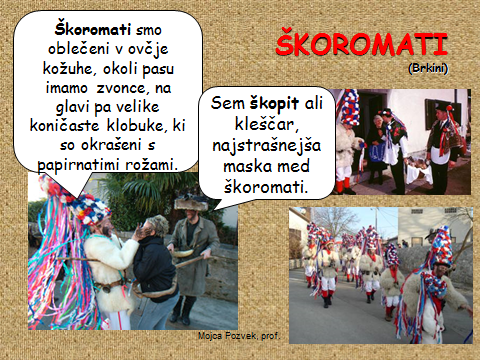 ŠKOROMATI
(Brkini)
Škoromati smo
oblečeni v ovčje
kožuhe, okoli pasu
imamo zvonce, na
glavi pa velike
koničaste klobuke, ki
so okrašeni s
papirnatimi rožami.
Sem škopit ali
kleščar,
najstrašnejša
maska med
škoromati.
Mojca Pozvek, prof.